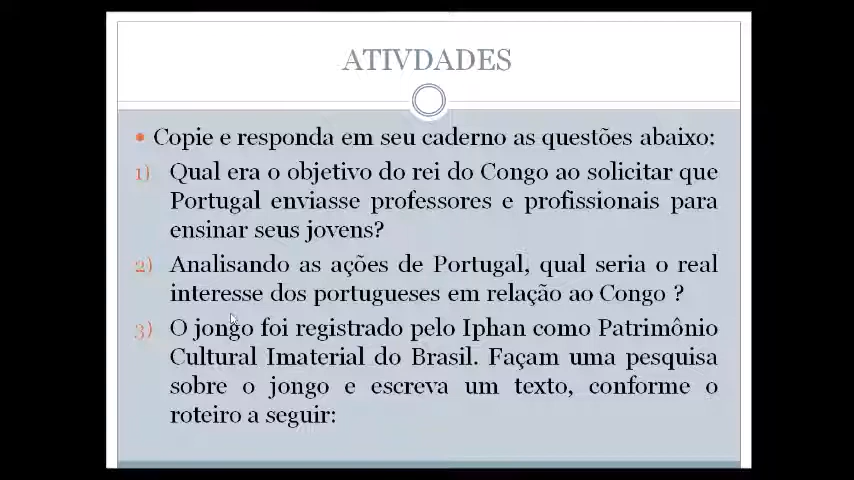 ATIVDADES
• Copie e responda em seu caderno as questões abaixo:
1) Qual era o objetivo do rei do Congo ao solicitar que
Portugal enviasse professores e profissionais para
ensinar seus jovens?
2) Analisando as ações de Portugal, qual seria o real
interesse dos portugueses em relação ao Congo ?
3) O jongo foi registrado pelo Iphan como Patrimônio
Cultural Imaterial do Brasil. Façam uma pesquisa
sobre o jongo e escreva um texto, conforme o
roteiro a seguir: